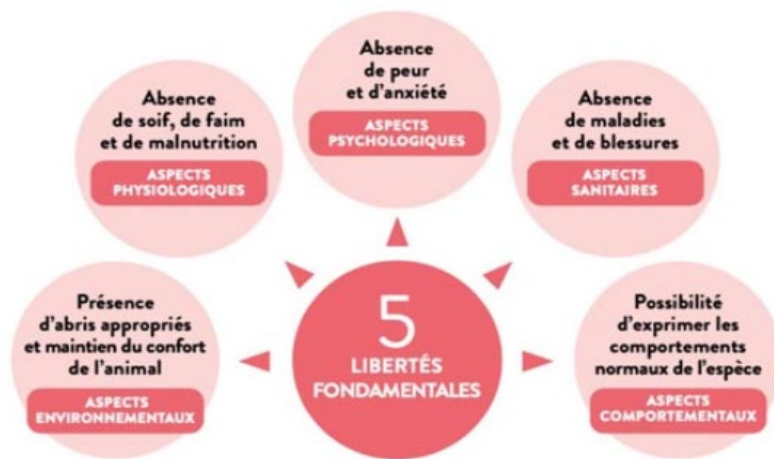 Absence
de peur
et d'anxiété
ASPECTS
PSYCHOLOGIQUES
Absence
de soif, de faim
et de malnutrition
ASPECTS
PHYSIOLOGIQUES
Absence
de maladies
et de blessures
ASPECTS
SANITAIRES
Présence
d'abris appropriés
et maintien du confort
de l'animal
ASPECTS
ENVIRONNEMENTAUX
5
LIBERTÉS
FONDAMENTALES
Possibilité
d'exprimer les
comportements
normaux de l'espèce
ASPECTS
COMPORTEMENTAUX